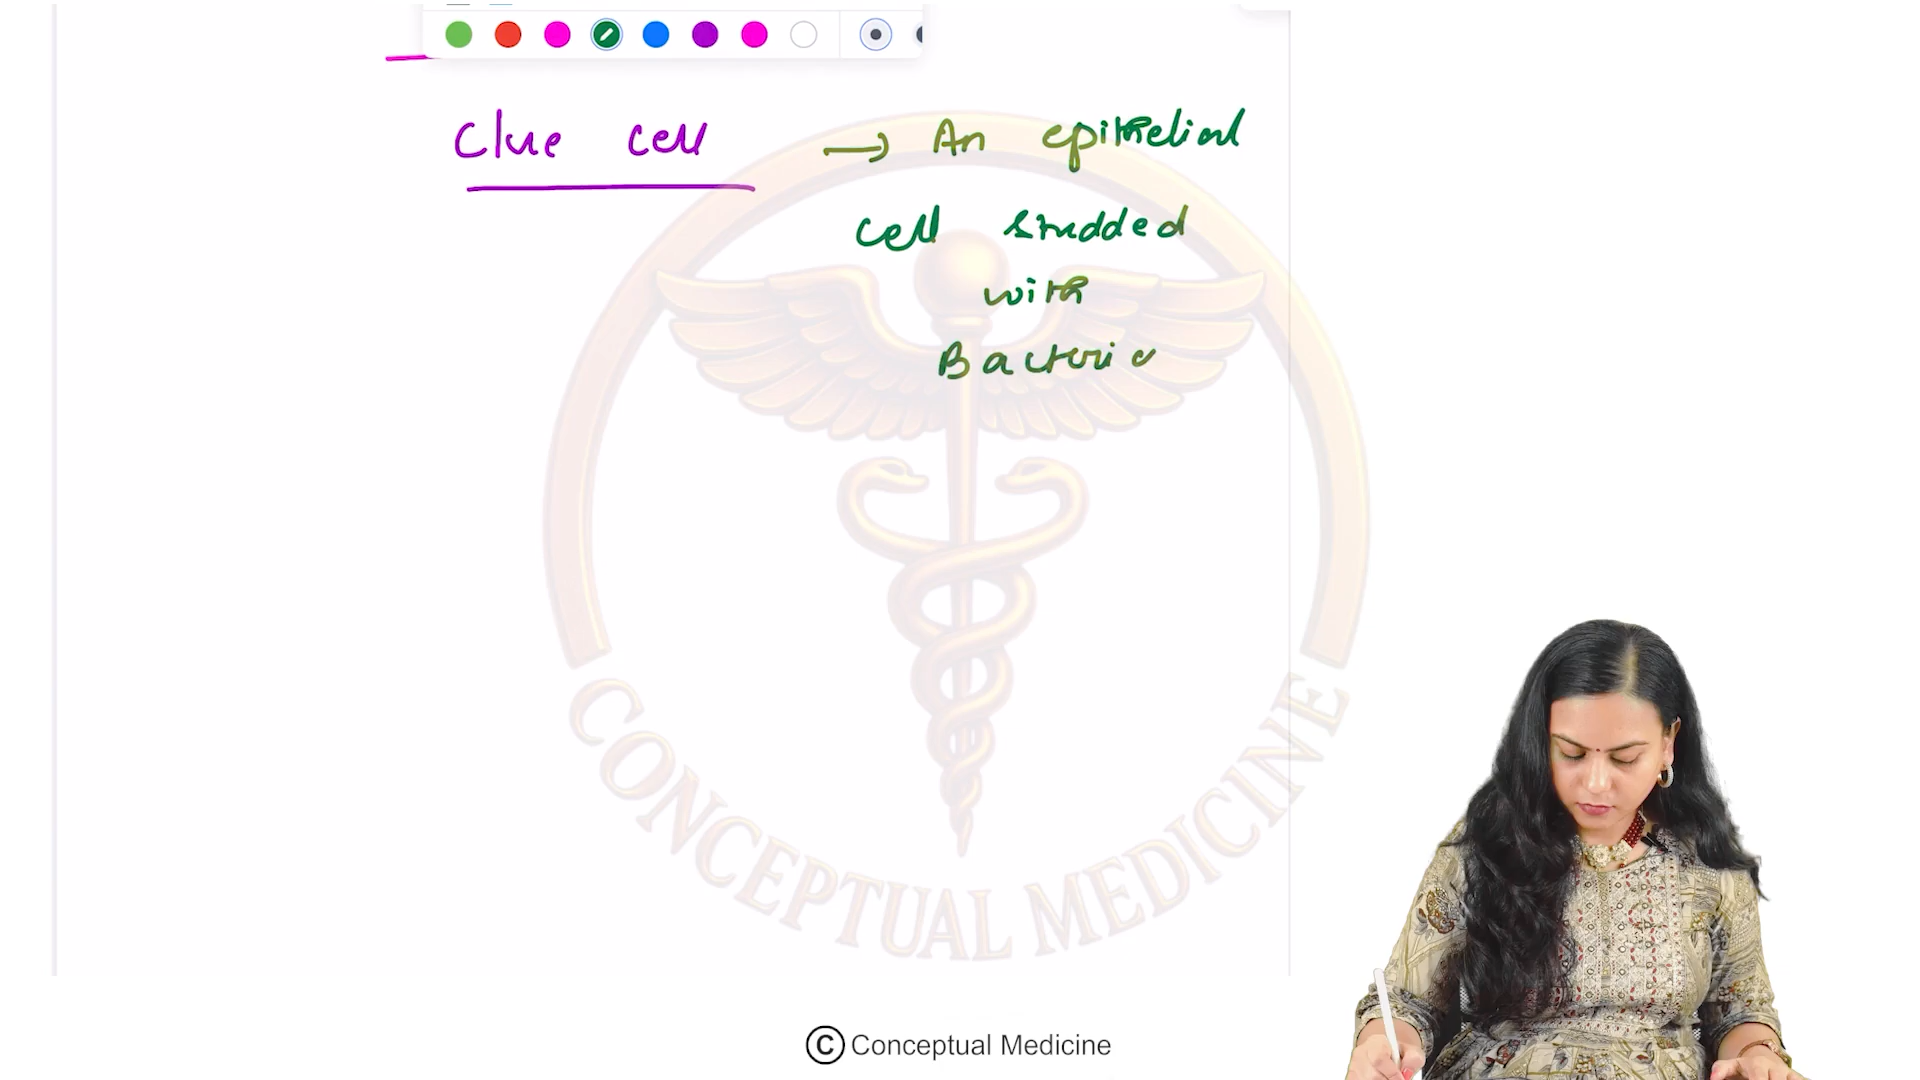 Clue cell → An epithelial
cell studded
with
Bacteria
CONCEPTUAL MEDICINE
© Conceptual Medicine